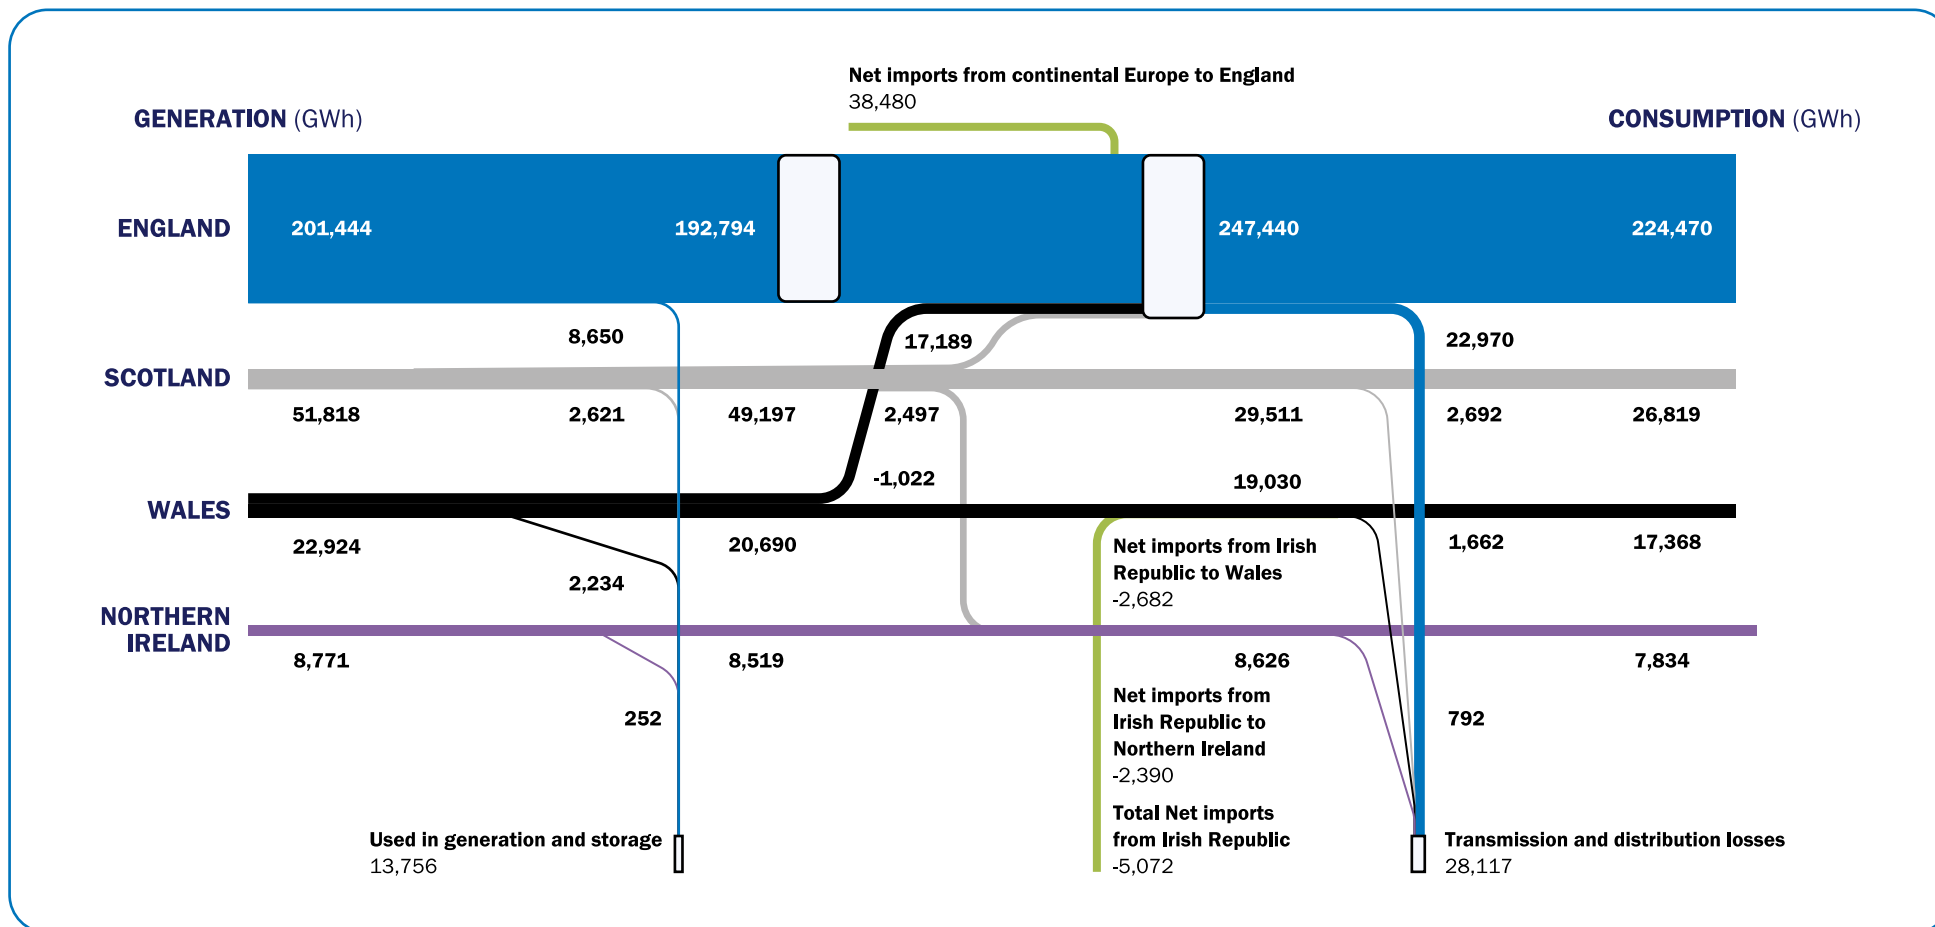 Net imports from continental Europe to England
38,480
GENERATION (GWh)
CONSUMPTION (GWh)
ENGLAND
201,444
192,794
247,440
224,470
8,650
17,189
22,970
SCOTLAND
51,818
2,621
49,197
2,497
29,511
2,692
26,819
-1,022
19,030
WALES
22,924
20,690
1,662
17,368
2,234
Net imports from Irish
Republic to Wales
-2,682
NORTHERN
IRELAND
8,771
8,519
8,626
7,834
252
792
Net imports from
Irish Republic to
Northern Ireland
-2,390
Total Net imports
from Irish Republic
-5,072
Used in generation and storage
13,756
Transmission and distribution losses
28,117